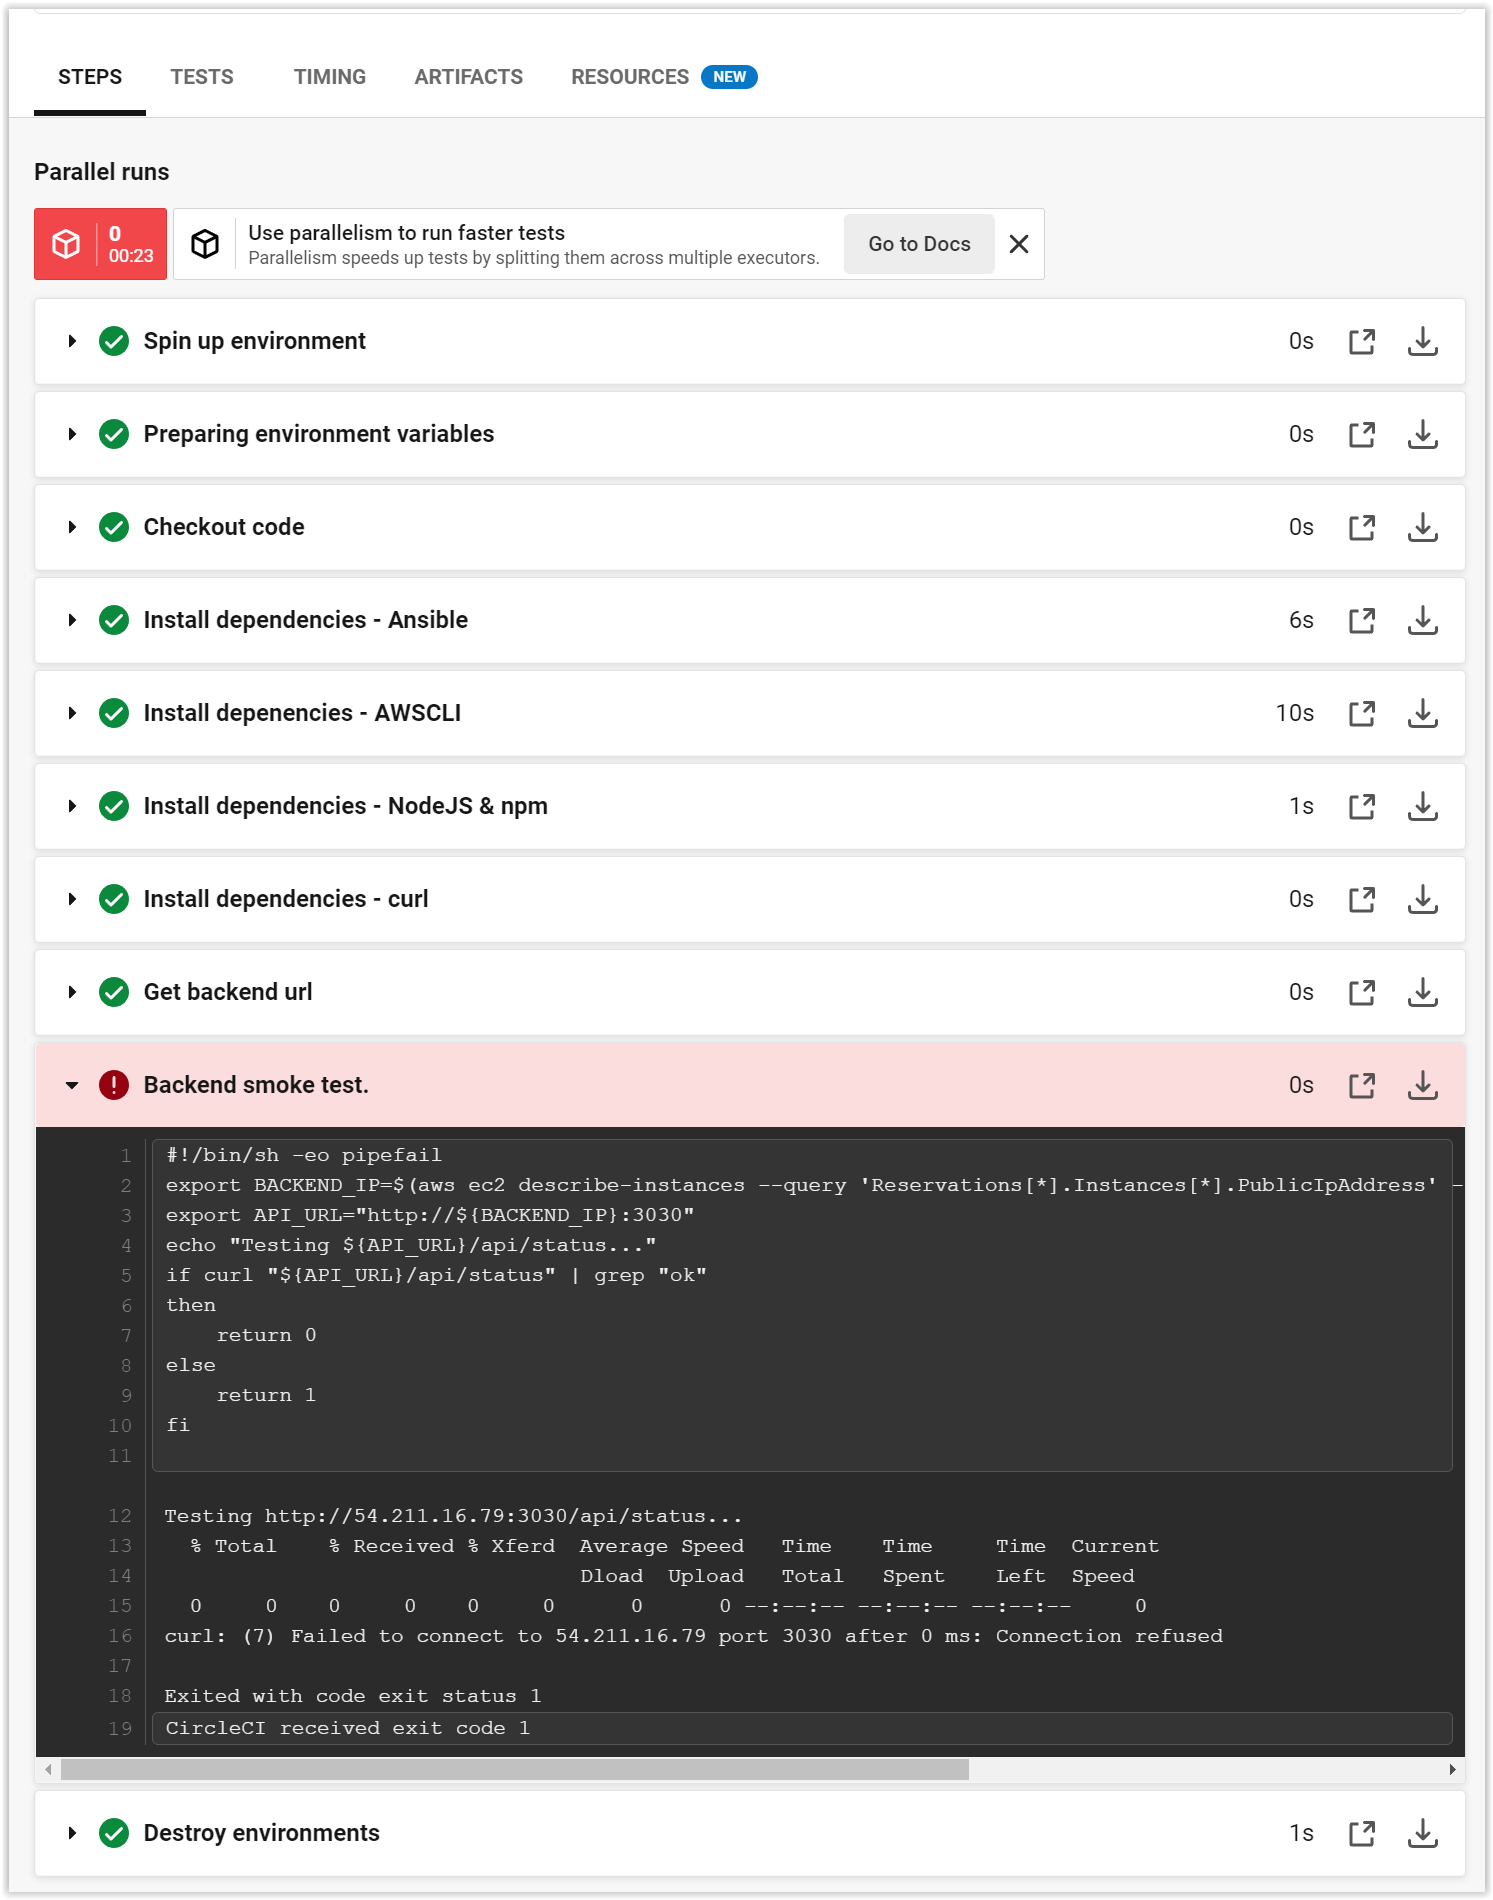 STEPS TESTS TIMING ARTIFACTS RESOURCES NEW
Parallel runs
0
00:23
Use parallelism to run faster tests
Parallelism speeds up tests by splitting them across multiple executors.
Go to Docs
Spin up environment 0s
Preparing environment variables 0s
Checkout code 0s
Install dependencies - Ansible 6s
Install depenencies - AWSCLI 10s
Install dependencies - NodeJS & npm 1s
Install dependencies - curl 0s
Get backend url 0s
Backend smoke test. 0s
1 #!/bin/sh -eo pipefail
2 export BACKEND_IP=$(aws ec2 describe-instances --query 'Reservations[*].Instances[*].PublicIpAddress' -
3 export API_URL="http://${BACKEND_IP}:3030"
4 echo "Testing ${API_URL}/api/status..."
5 if curl "${API_URL}/api/status" | grep "ok"
6 then
7     return 0
8 else
9     return 1
10 fi
11
12 Testing http://54.211.16.79:3030/api/status...
13   % Total    % Received % Xferd  Average Speed   Time    Time     Time  Current
14                                  Dload  Upload   Total   Spent    Left  Speed
15   0     0    0     0    0     0      0      0 --:--:-- --:--:-- --:--:--     0
16 curl: (7) Failed to connect to 54.211.16.79 port 3030 after 0 ms: Connection refused
17
18 Exited with code exit status 1
19 CircleCI received exit code 1
Destroy environments 1s